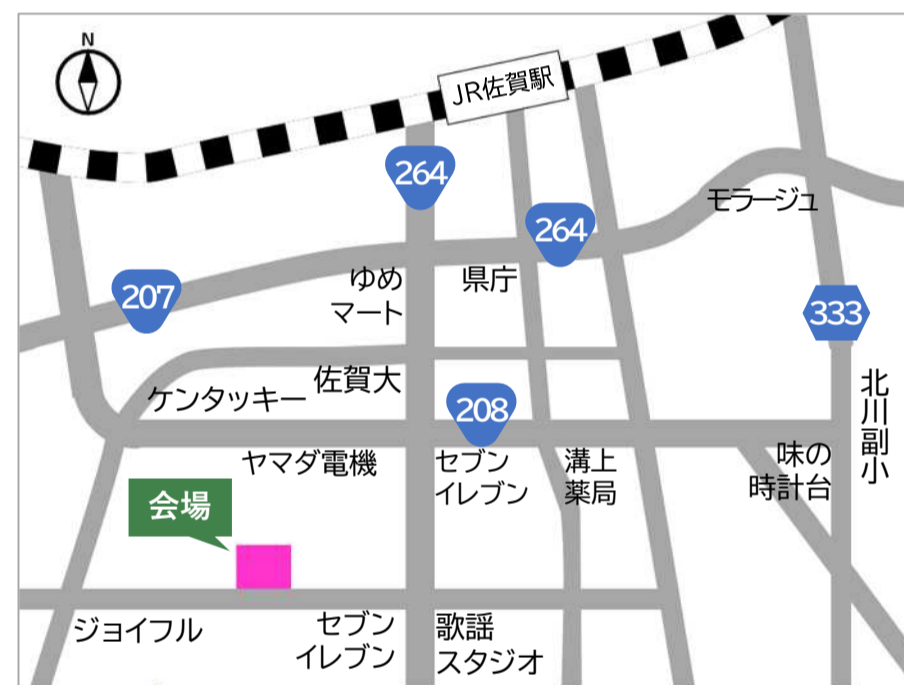 N
JR佐賀駅
264
モラージュ
264
ゆめ
マート
県庁
207
333
佐賀大
ケンタッキー
208
北川副小
ヤマダ電機
セブン
イレブン
溝上
薬局
味の
時計台
会場
ジョイフル
セブン
イレブン
歌謡
スタジオ